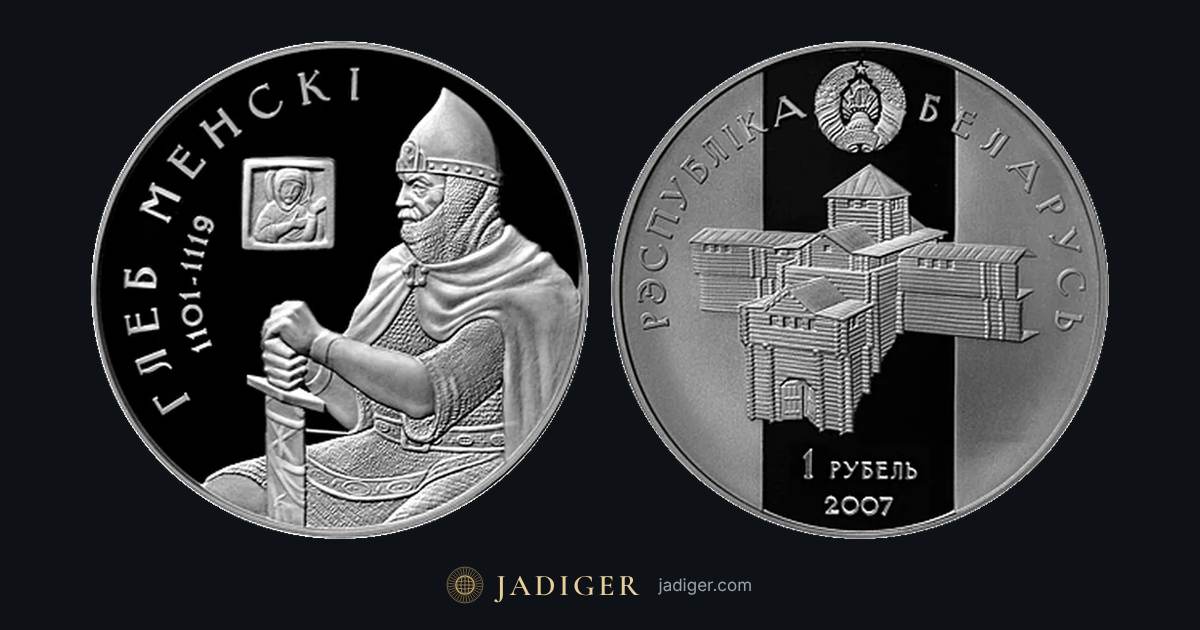 ГЛЕБ МЕНСКІ
1101-1119
РЭСПУБЛІКА БЕЛАРУСЬ
1 РУБЕЛЬ
2007
JADIGER jadiger.com